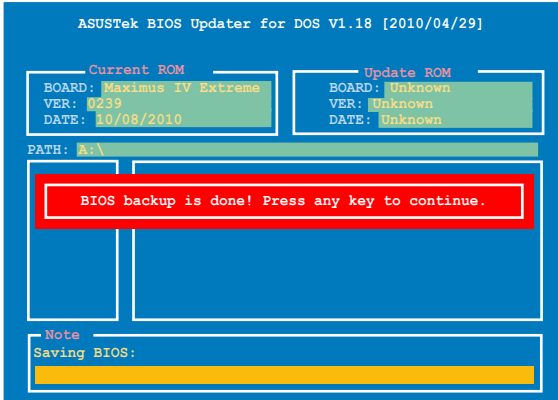 ASUSTek BIOS Updater for DOS V1.18 [2010/04/29]
Current ROM
BOARD: Maximus IV Extreme
VER: 0239
DATE: 10/08/2010
Update ROM
BOARD: Unknown
VER: Unknown
DATE: Unknown
PATH: A:\
BIOS backup is done! Press any key to continue.
Note
Saving BIOS: